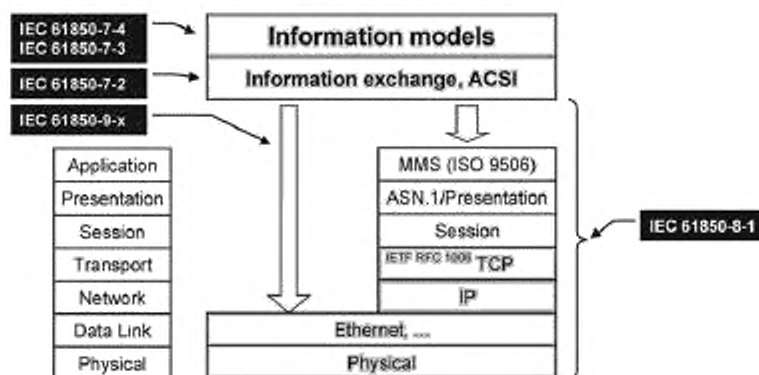 IEC 61850-7-4
IEC 61850-7-3
Information models
IEC 61850-7-2
Information exchange, ACSI
IEC 61850-9-x
Application
MMS (ISO 9506)
Presentation
ASN.1/Presentation
Session
Session
IEC 61850-8-1
Transport
IETF RFC 1006 TCP
Network
IP
Data Link
Ethernet, ...
Physical
Physical